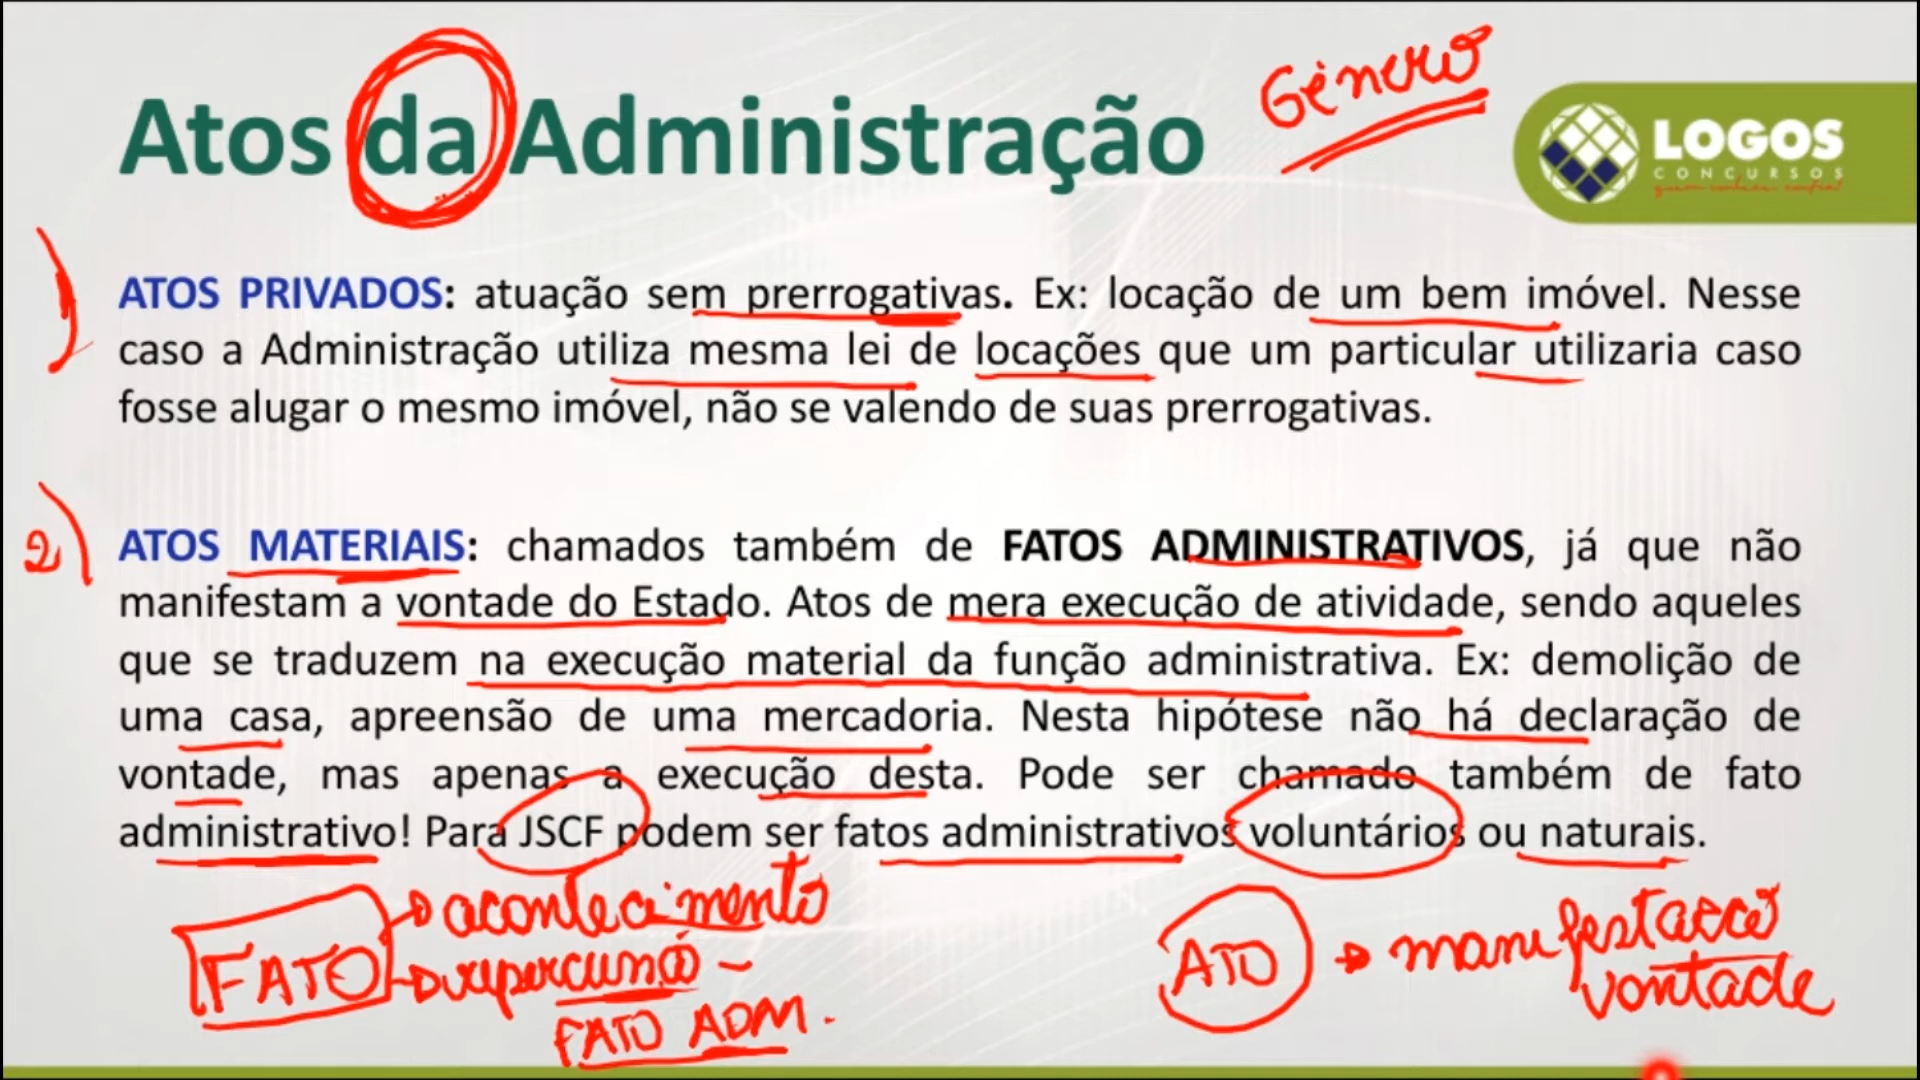 Gênero
Atos da Administração
LOGOS
CONCURSOS
1)
ATOS PRIVADOS: atuação sem prerrogativas. Ex: locação de um bem imóvel. Nesse
caso a Administração utiliza mesma lei de locações que um particular utilizaria caso
fosse alugar o mesmo imóvel, não se valendo de suas prerrogativas.
2)
ATOS MATERIAIS: chamados também de FATOS ADMINISTRATIVOS, já que não
manifestam a vontade do Estado. Atos de mera execução de atividade, sendo aqueles
que se traduzem na execução material da função administrativa. Ex: demolição de
uma casa, apreensão de uma mercadoria. Nesta hipótese não há declaração de
vontade, mas apenas a execução desta. Pode ser chamado também de fato
administrativo! Para JSCF podem ser fatos administrativos voluntários ou naturais.
FATO → acontecimento
→ repercussão –
FATO ADM.
ATO → manifestação
vontade